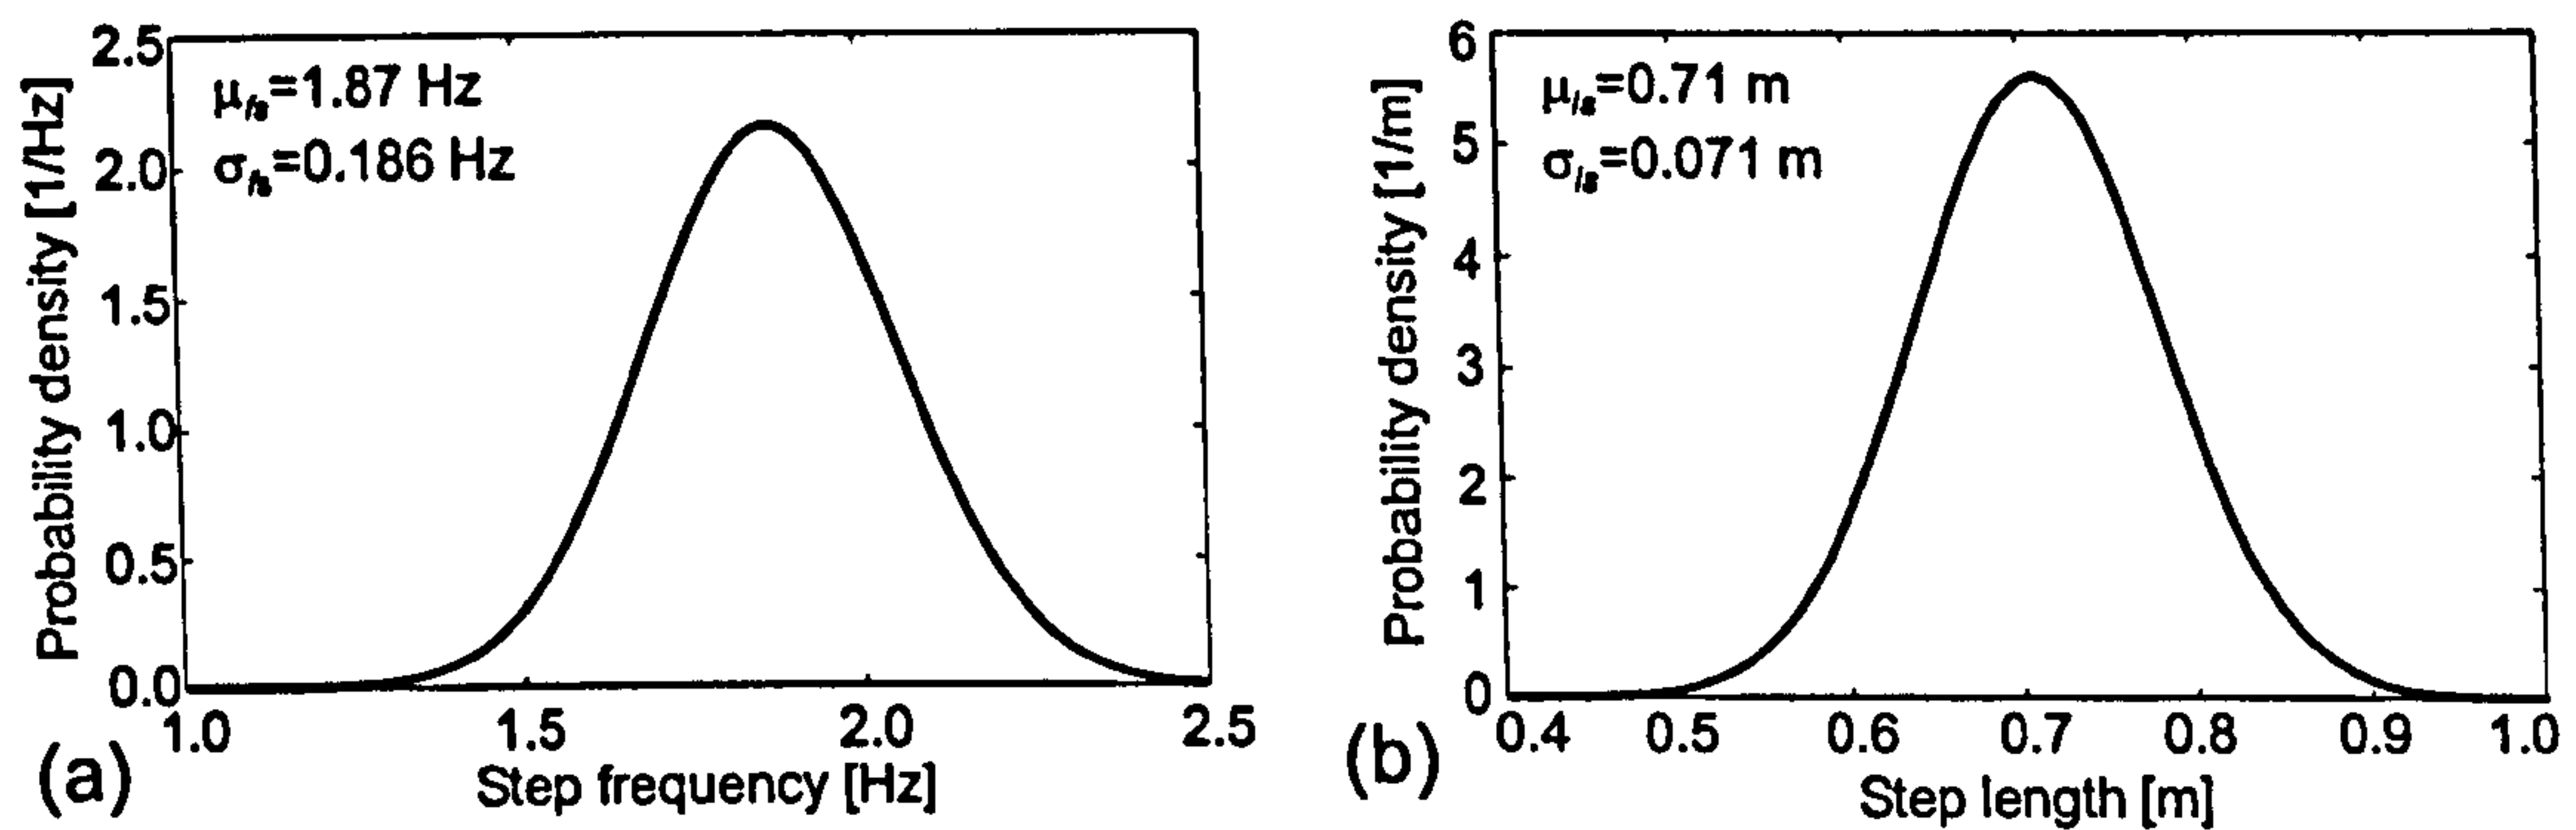 2.5
2.0
1.5
1.0
0.5
0.0
Probability density [1/Hz]
μfs=1.87 Hz
σfs=0.186 Hz
1.0 1.5 2.0 2.5
Step frequency [Hz]
(a)
6
5
4
3
2
1
0
Probability density [1/m]
μls=0.71 m
σls=0.071 m
0.4 0.5 0.6 0.7 0.8 0.9 1.0
Step length [m]
(b)